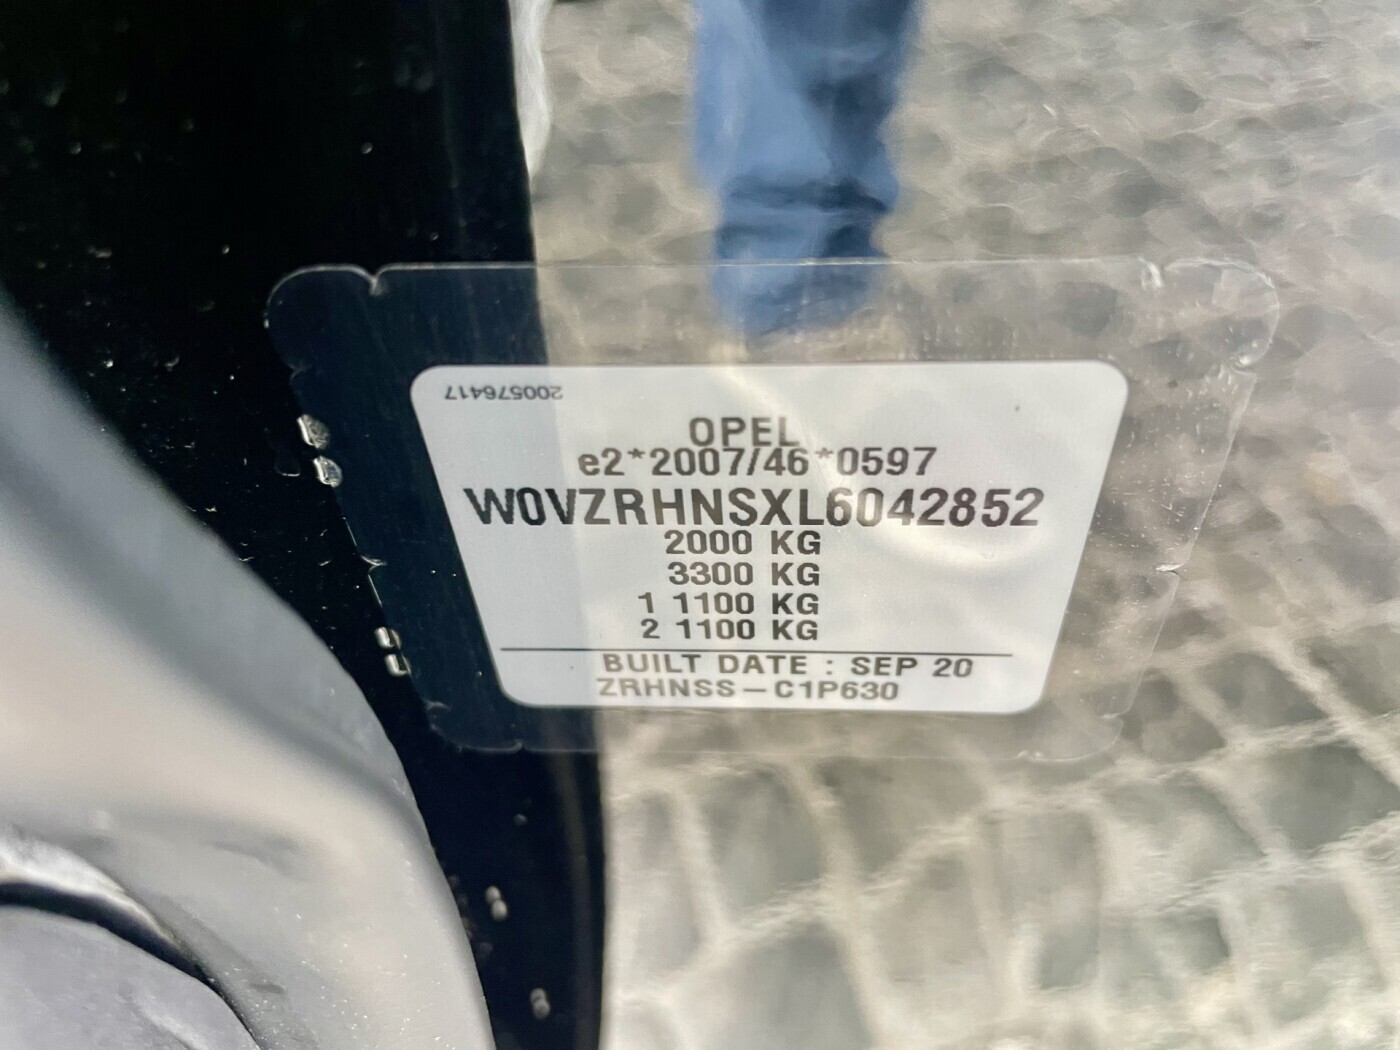 200576417
OPEL
e2*2007/46*0597
W0VZRHNSXL6042852
2000 KG
3300 KG
1 1100 KG
2 1100 KG
BUILT DATE : SEP 20
ZRHNSS-C1P630